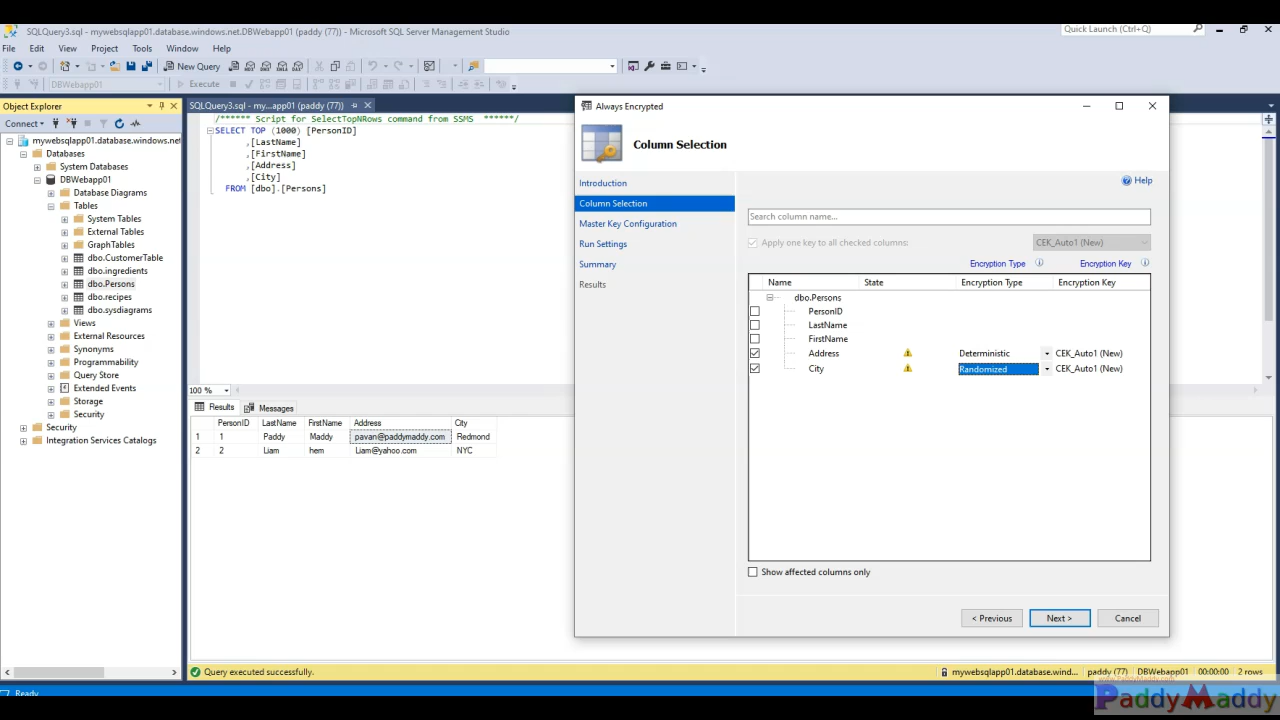 SQLQuery3.sql - mywebsqlapp01.database.windows.net.DBWebapp01 (paddy (77)) - Microsoft SQL Server Management Studio
Quick Launch (Ctrl+Q)
File Edit View Project Tools Window Help
New Query
DBWebapp01
Execute
Object Explorer
Connect
mywebsqlapp01.database.windows.net
Databases
System Databases
DBWebapp01
Database Diagrams
Tables
System Tables
External Tables
GraphTables
dbo.CustomerTable
dbo.ingredients
dbo.Persons
dbo.recipes
dbo.sysdiagrams
Views
External Resources
Synonyms
Programmability
Query Store
Extended Events
Storage
Security
Security
Integration Services Catalogs
SQLQuery3.sql - my...app01 (paddy (77))
/****** Script for SelectTopNRows command from SSMS ******/
SELECT TOP (1000) [PersonID]
,[LastName]
,[FirstName]
,[Address]
,[City]
FROM [dbo].[Persons]
100 %
Results Messages
PersonID LastName FirstName Address City
1 1 Paddy Maddy pavan@paddymaddy.com Redmond
2 2 Liam hem Liam@yahoo.com NYC
Query executed successfully.
mywebsqlapp01.database.wind... paddy (77) DBWebapp01 00:00:00 2 rows
Ready
Always Encrypted
Column Selection
Introduction
Column Selection
Master Key Configuration
Run Settings
Summary
Results
Help
Search column name...
Apply one key to all checked columns:
CEK_Auto1 (New)
Encryption Type Encryption Key
Name State Encryption Type Encryption Key
dbo.Persons
PersonID
LastName
FirstName
Address Deterministic CEK_Auto1 (New)
City Randomized CEK_Auto1 (New)
Show affected columns only
< Previous Next > Cancel
PaddyMaddy